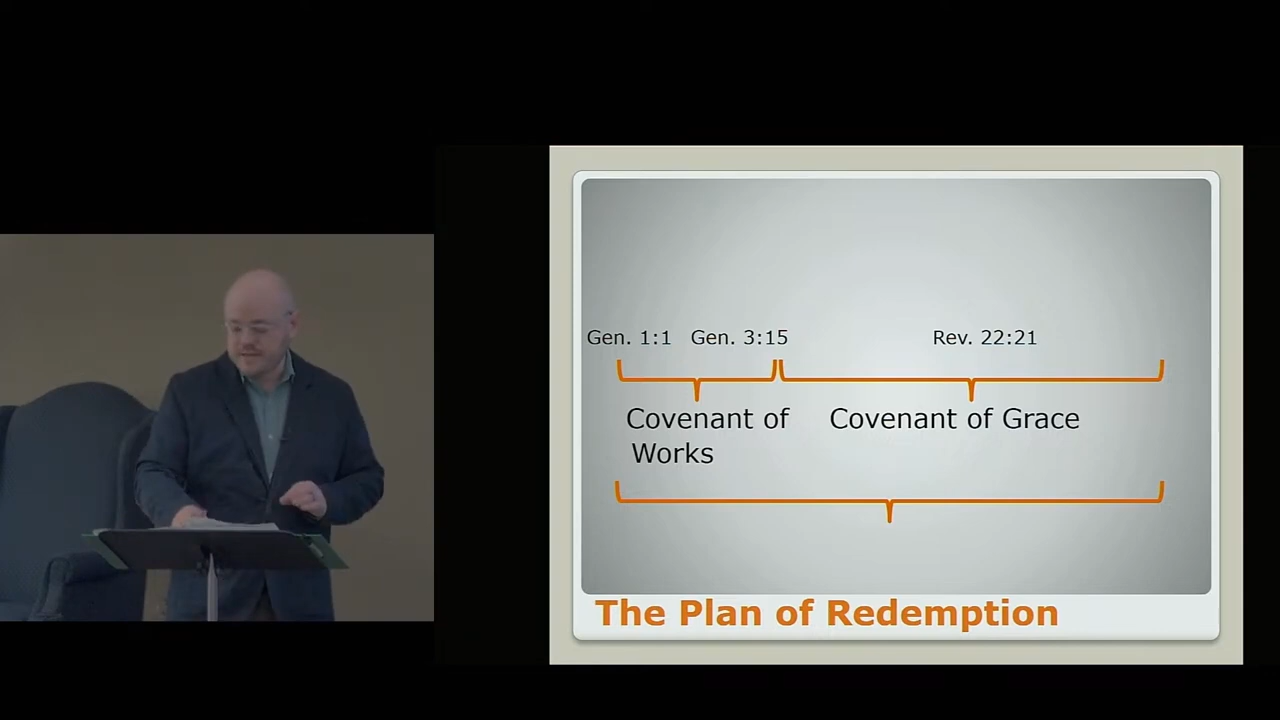 Gen. 1:1 Gen. 3:15 Rev. 22:21
Covenant of Works
Covenant of Grace
The Plan of Redemption